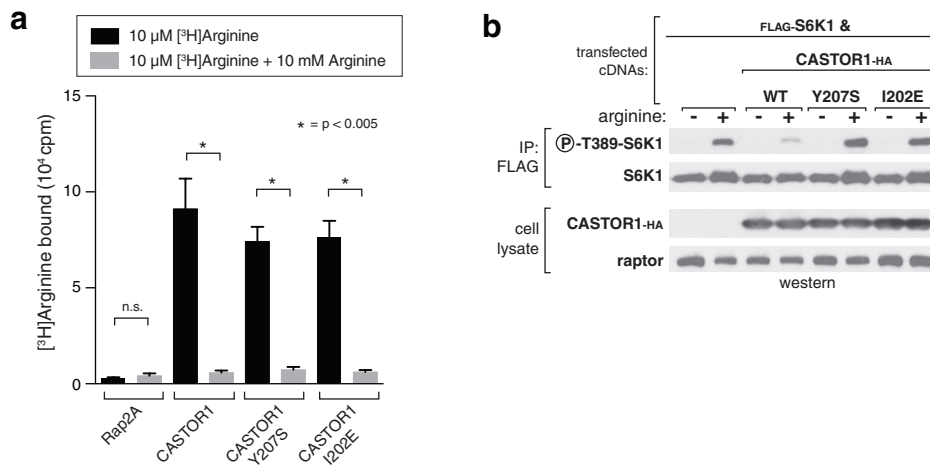 a
10 µM [³H]Arginine
10 µM [³H]Arginine + 10 mM Arginine
[³H]Arginine bound (10⁴ cpm)
15
10
5
0
* = p < 0.005
n.s.
*
*
*
Rap2A
CASTOR1
CASTOR1 Y207S
CASTOR1 I202E
b
transfected cDNAs:
FLAG-S6K1 &
CASTOR1-HA
WT Y207S I202E
arginine: - + - + - + - +
IP: FLAG
Ⓟ-T389-S6K1
S6K1
cell lysate
CASTOR1-HA
raptor
western